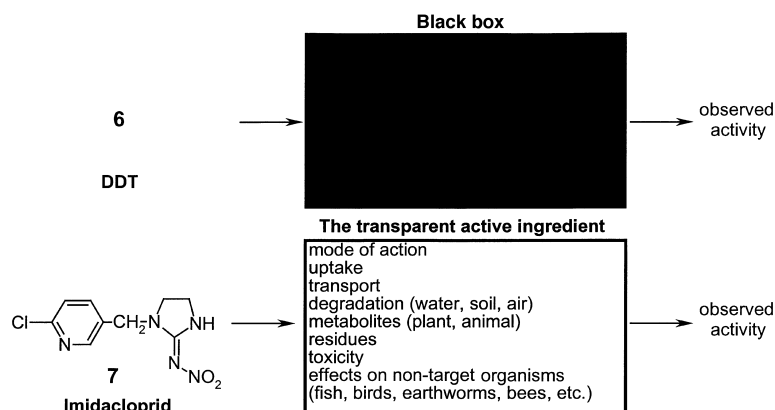 Black box
6
DDT
observed
activity
The transparent active ingredient
mode of action
uptake
transport
degradation (water, soil, air)
metabolites (plant, animal)
residues
toxicity
effects on non-target organisms
(fish, birds, earthworms, bees, etc.)
Cl
N
CH2
N
NH
N
NO2
7
Imidacloprid
observed
activity